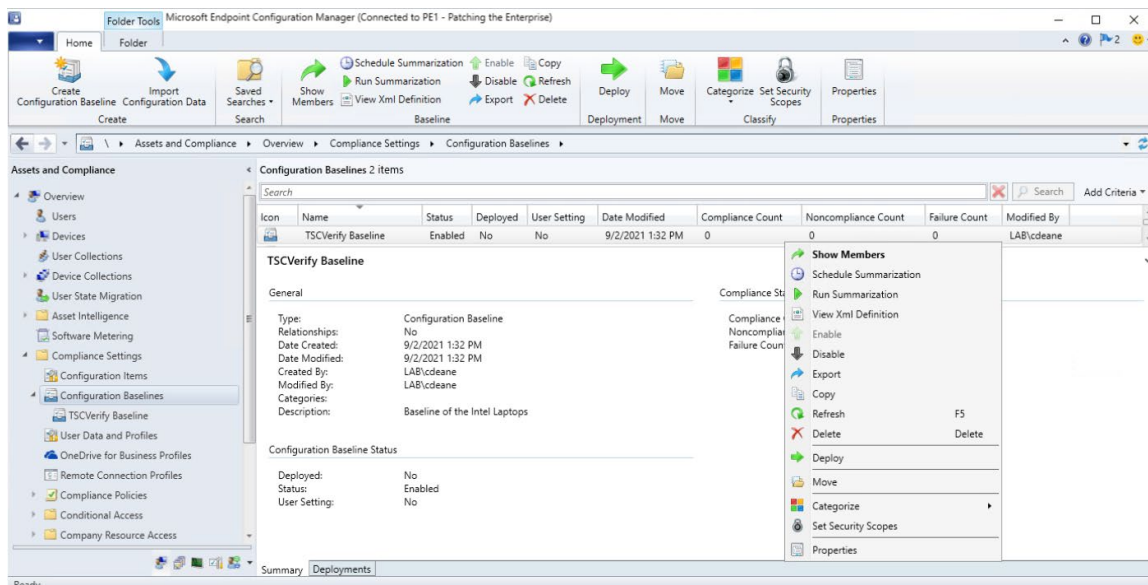 Folder Tools Microsoft Endpoint Configuration Manager (Connected to PE1 - Patching the Enterprise)
Home Folder
2
Create Configuration Baseline
Import Configuration Data
Create
Saved Searches
Search
Show Members
Schedule Summarization
Run Summarization
View Xml Definition
Enable
Disable
Export
Copy
Refresh
Delete
Baseline
Deploy
Deployment
Move
Move
Categorize
Set Security Scopes
Classify
Properties
Properties
\ Assets and Compliance Overview Compliance Settings Configuration Baselines
Assets and Compliance
Overview
Users
Devices
User Collections
Device Collections
User State Migration
Asset Intelligence
Software Metering
Compliance Settings
Configuration Items
Configuration Baselines
TSCVerify Baseline
User Data and Profiles
OneDrive for Business Profiles
Remote Connection Profiles
Compliance Policies
Conditional Access
Company Resource Access
Configuration Baselines 2 items
Search Search Add Criteria
Icon Name Status Deployed User Setting Date Modified Compliance Count Noncompliance Count Failure Count Modified By
TSCVerify Baseline Enabled No No 9/2/2021 1:32 PM 0 0 0 LAB\cdeane
TSCVerify Baseline
General
Type: Configuration Baseline
Relationships: No
Date Created: 9/2/2021 1:32 PM
Date Modified: 9/2/2021 1:32 PM
Created By: LAB\cdeane
Modified By: LAB\cdeane
Categories:
Description: Baseline of the Intel Laptops
Configuration Baseline Status
Deployed: No
Status: Enabled
User Setting: No
Compliance Sta
Compliance
Noncomplian
Failure Coun
Show Members
Schedule Summarization
Run Summarization
View Xml Definition
Enable
Disable
Export
Copy
Refresh F5
Delete Delete
Deploy
Move
Categorize
Set Security Scopes
Properties
Summary Deployments
Ready